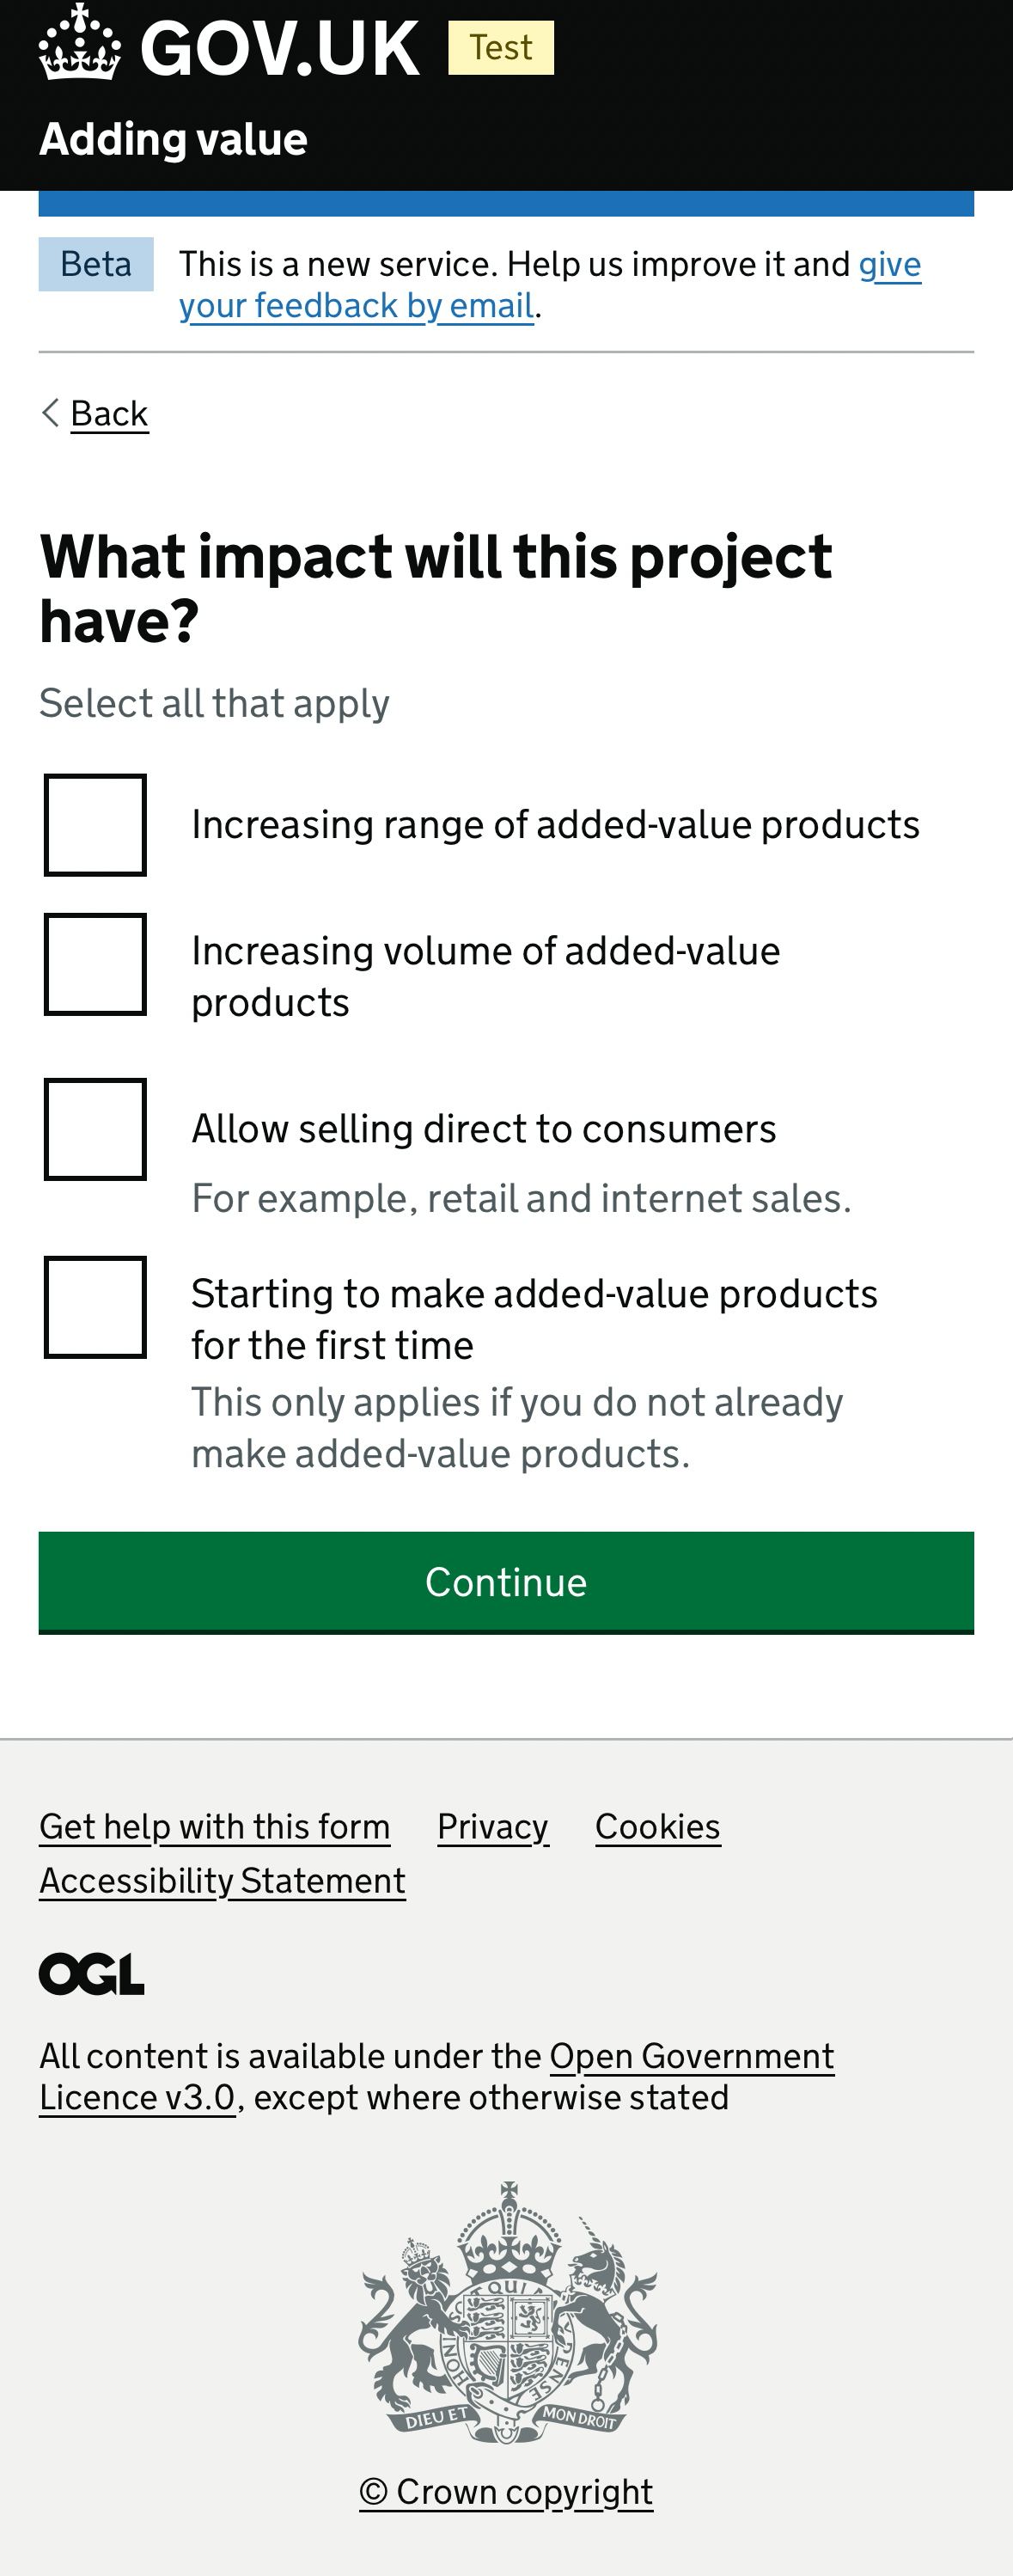 GOV.UK Test
Adding value
Beta This is a new service. Help us improve it and give
your feedback by email.
Back
What impact will this project
have?
Select all that apply
Increasing range of added-value products
Increasing volume of added-value
products
Allow selling direct to consumers
For example, retail and internet sales.
Starting to make added-value products
for the first time
This only applies if you do not already
make added-value products.
Continue
Get help with this form Privacy Cookies
Accessibility Statement
OGL
All content is available under the Open Government
Licence v3.0, except where otherwise stated
QUI
HONI
PENSE
DIEU ET MON DROIT
© Crown copyright